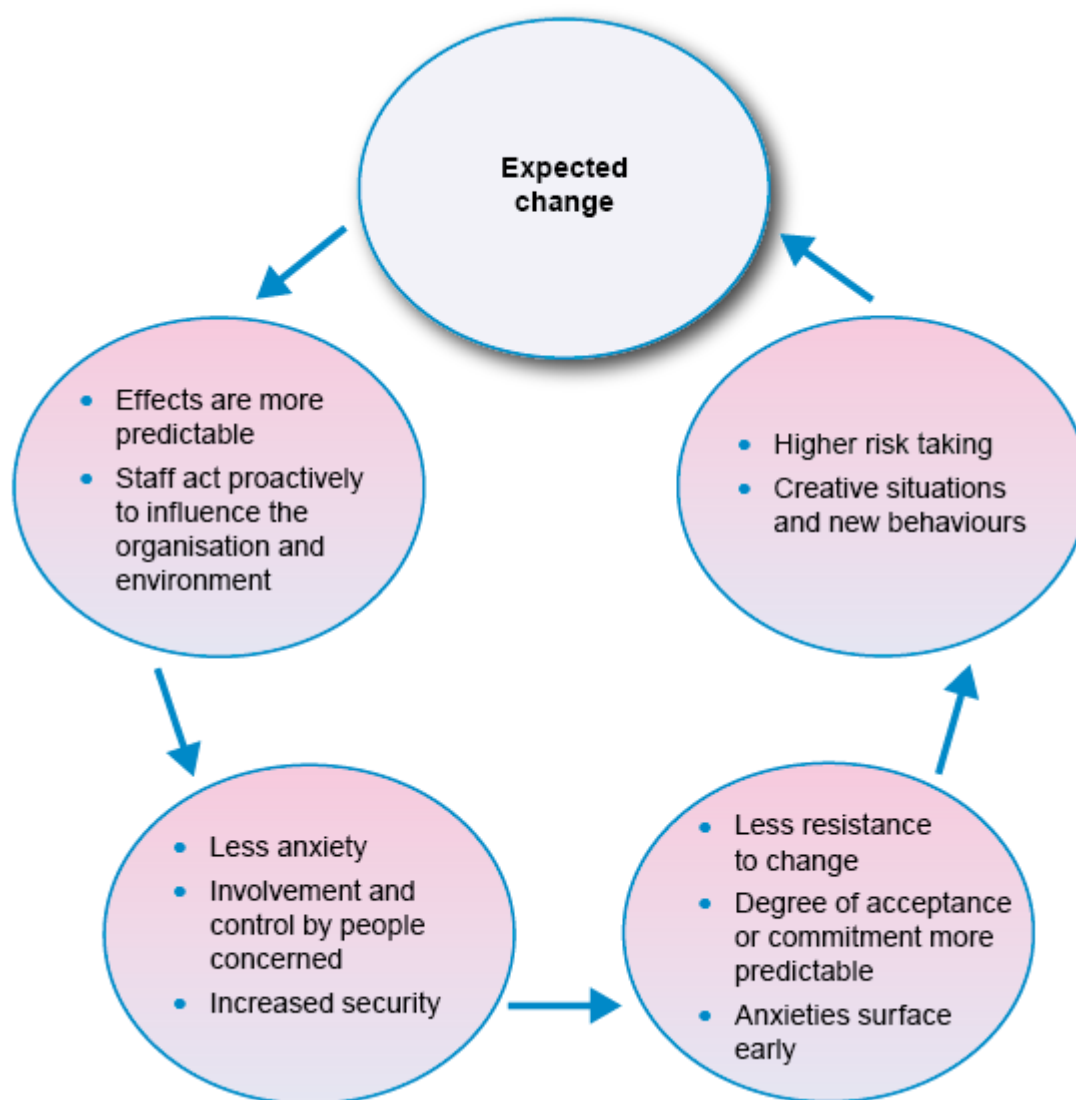 Expected
change
• Effects are more
predictable
• Staff act proactively
to influence the
organisation and
environment
• Less anxiety
• Involvement and
control by people
concerned
• Increased security
• Less resistance
to change
• Degree of acceptance
or commitment more
predictable
• Anxieties surface
early
• Higher risk taking
• Creative situations
and new behaviours